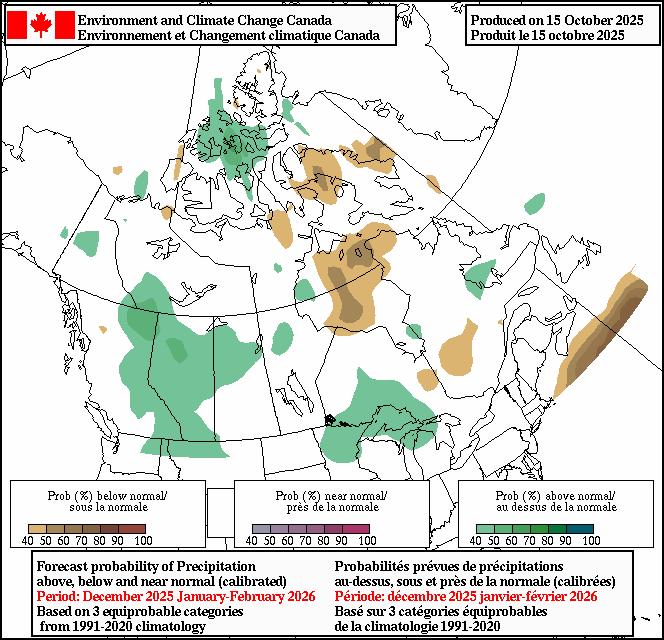 Environment and Climate Change Canada
Environnement et Changement climatique Canada
Produced on 15 October 2025
Produit le 15 octobre 2025
Prob (%) below normal/
sous la normale
40 50 60 70 80 90 100
Prob (%) near normal/
près de la normale
40 50 60 70 80 90 100
Prob (%) above normal/
au dessus de la normale
40 50 60 70 80 90 100
Forecast probability of Precipitation
above, below and near normal (calibrated)
Period: December 2025 January-February 2026
Based on 3 equiprobable categories
from 1991-2020 climatology
Probabilités prévues de précipitations
au-dessus, sous et près de la normale (calibrées)
Période: décembre 2025 janvier-février 2026
Basé sur 3 catégories équiprobables
de la climatologie 1991-2020